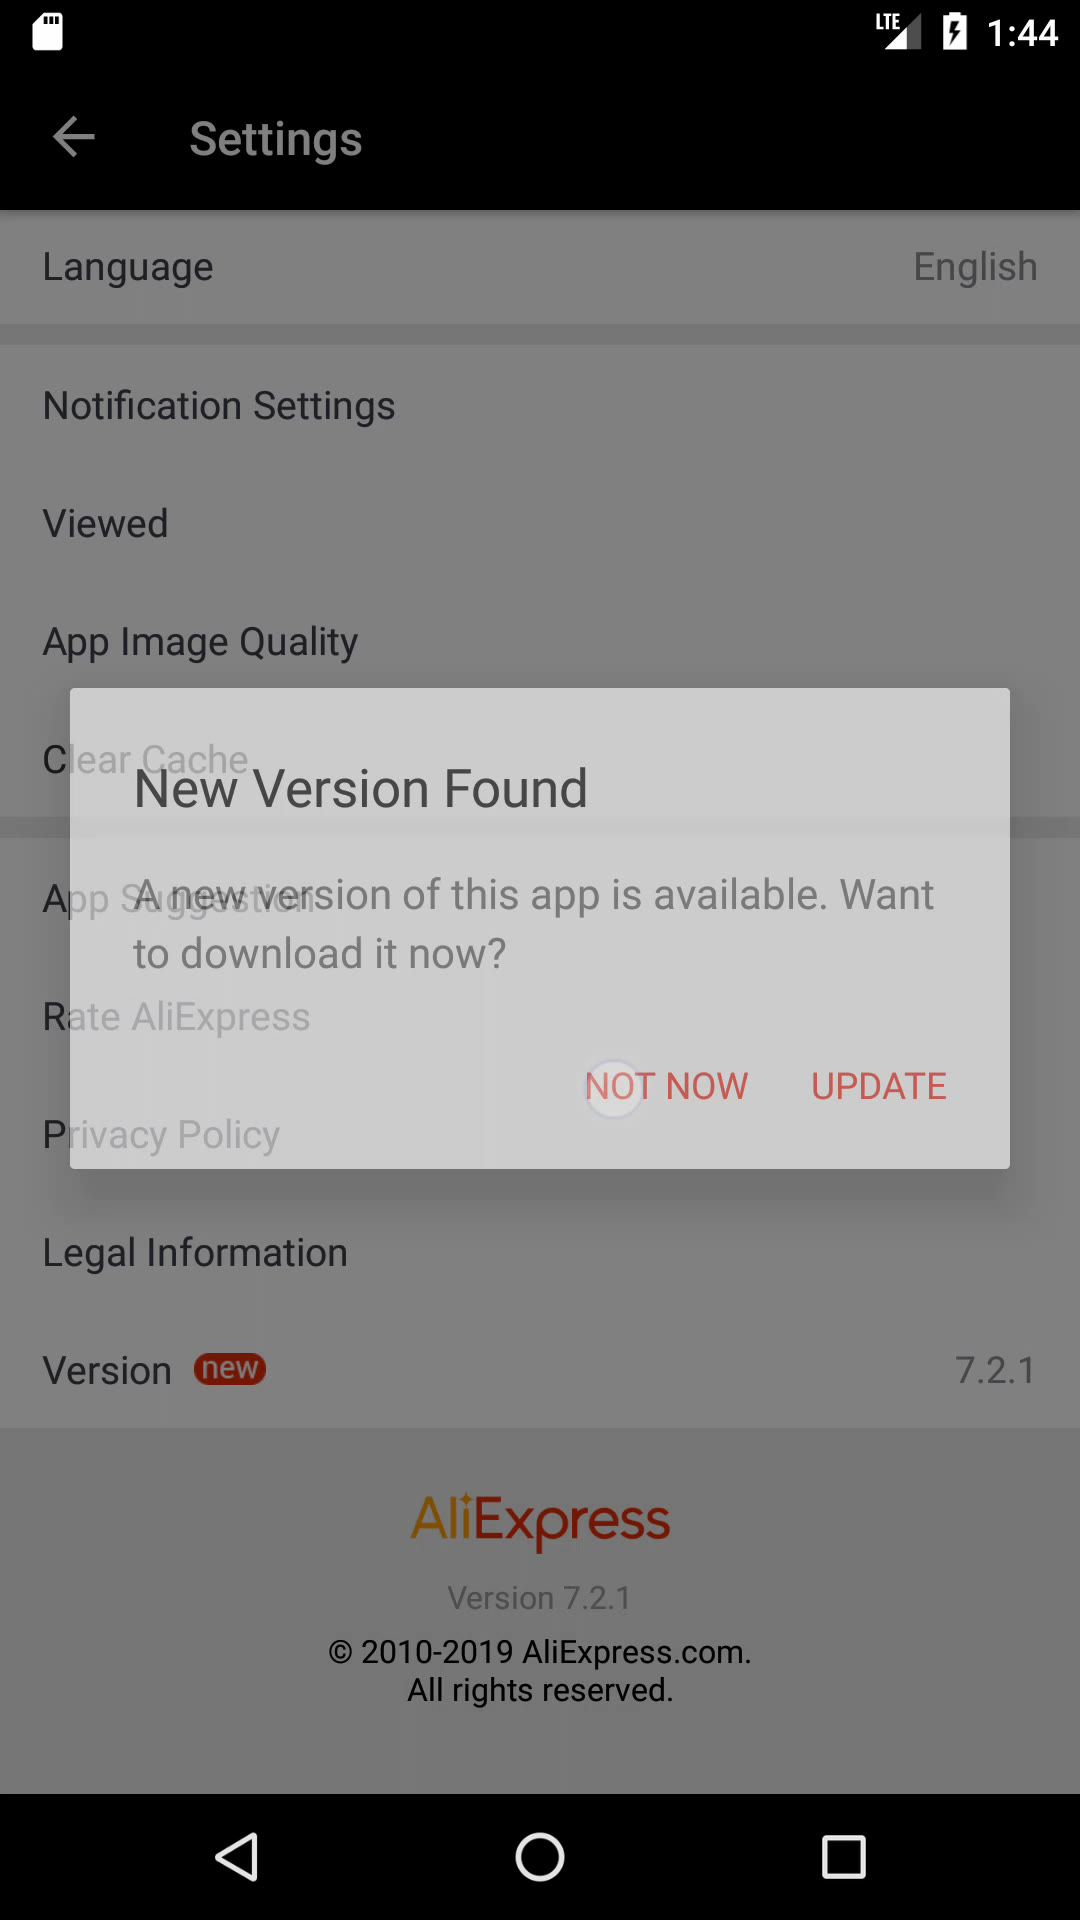 LTE 1:44
Settings
Language English
Notification Settings
Viewed
App Image Quality
Clear Cache
New Version Found
App Suggestion
A new version of this app is available. Want
to download it now?
Rate AliExpress
NOT NOW UPDATE
Privacy Policy
Legal Information
Version new 7.2.1
AliExpress
Version 7.2.1
© 2010-2019 AliExpress.com.
All rights reserved.